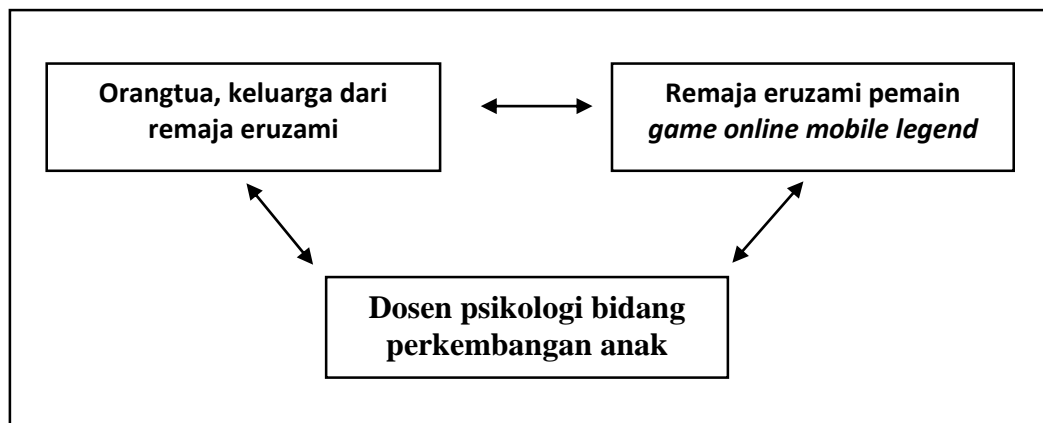 Orangtua, keluarga dari
remaja eruzami
Remaja eruzami pemain
game online mobile legend
Dosen psikologi bidang
perkembangan anak